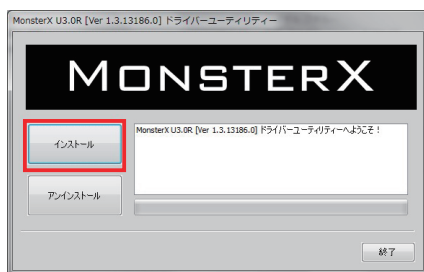 MonsterX U3.0R [Ver 1.3.13186.0] ドライバーユーティリティー
MONSTERX
インストール
MonsterX U3.0R [Ver 1.3.13186.0] ドライバーユーティリティーへようこそ！
アンインストール
終了